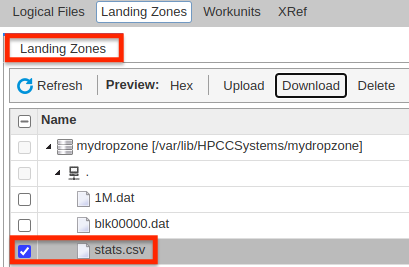 Logical Files Landing Zones Workunits XRef
Landing Zones
Refresh Preview: Hex Upload Download Delete
Name
mydropzone [/var/lib/HPCCSystems/mydropzone]
.
1M.dat
blk00000.dat
stats.csv